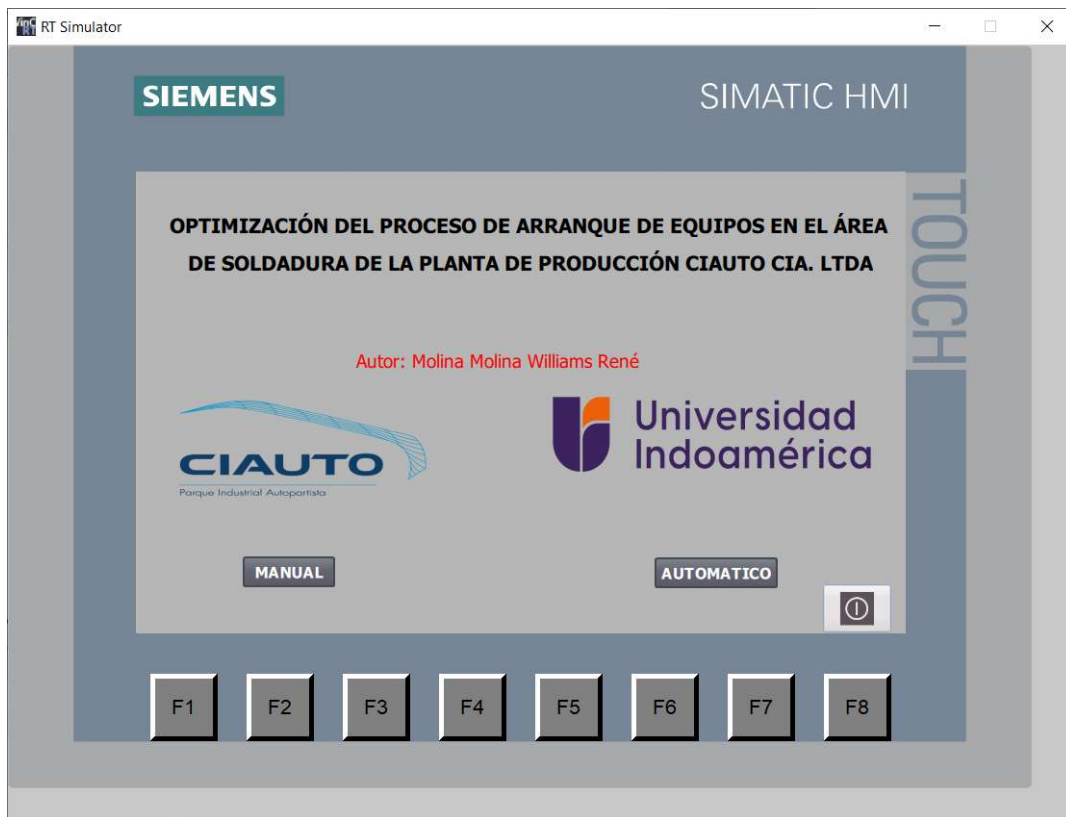 RT Simulator
SIEMENS
SIMATIC HMI
TOUCH
OPTIMIZACIÓN DEL PROCESO DE ARRANQUE DE EQUIPOS EN EL ÁREA
DE SOLDADURA DE LA PLANTA DE PRODUCCIÓN CIAUTO CIA. LTDA
Autor: Molina Molina Williams René
CIAUTO
Parque Industrial Autopartista
Universidad
Indoamérica
MANUAL
AUTOMATICO
F1
F2
F3
F4
F5
F6
F7
F8